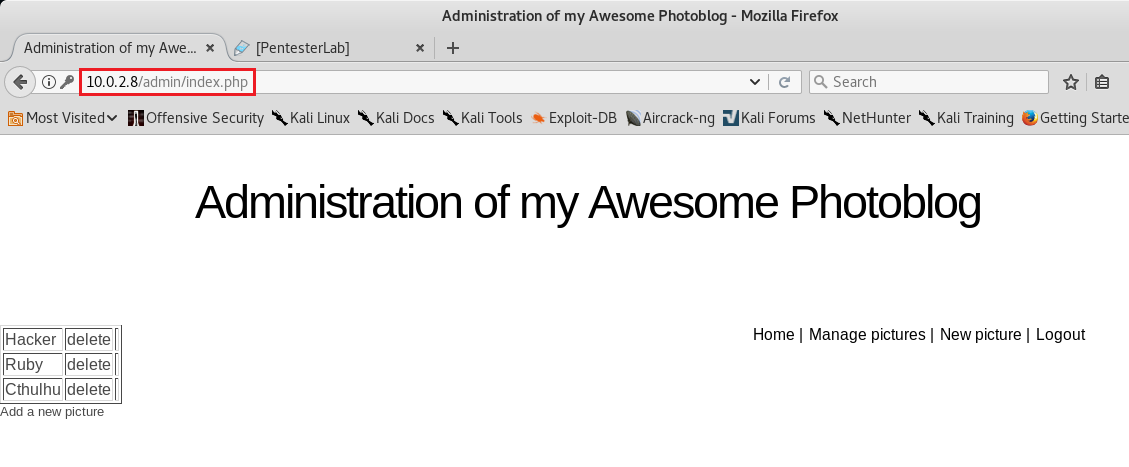 Administration of my Awesome Photoblog - Mozilla Firefox
Administration of my Awe... × [PentesterLab] × +
10.0.2.8/admin/index.php Search
Most Visited Offensive Security Kali Linux Kali Docs Kali Tools Exploit-DB Aircrack-ng Kali Forums NetHunter Kali Training Getting Starte
Administration of my Awesome Photoblog
Home | Manage pictures | New picture | Logout
Hacker delete
Ruby delete
Cthulhu delete
Add a new picture